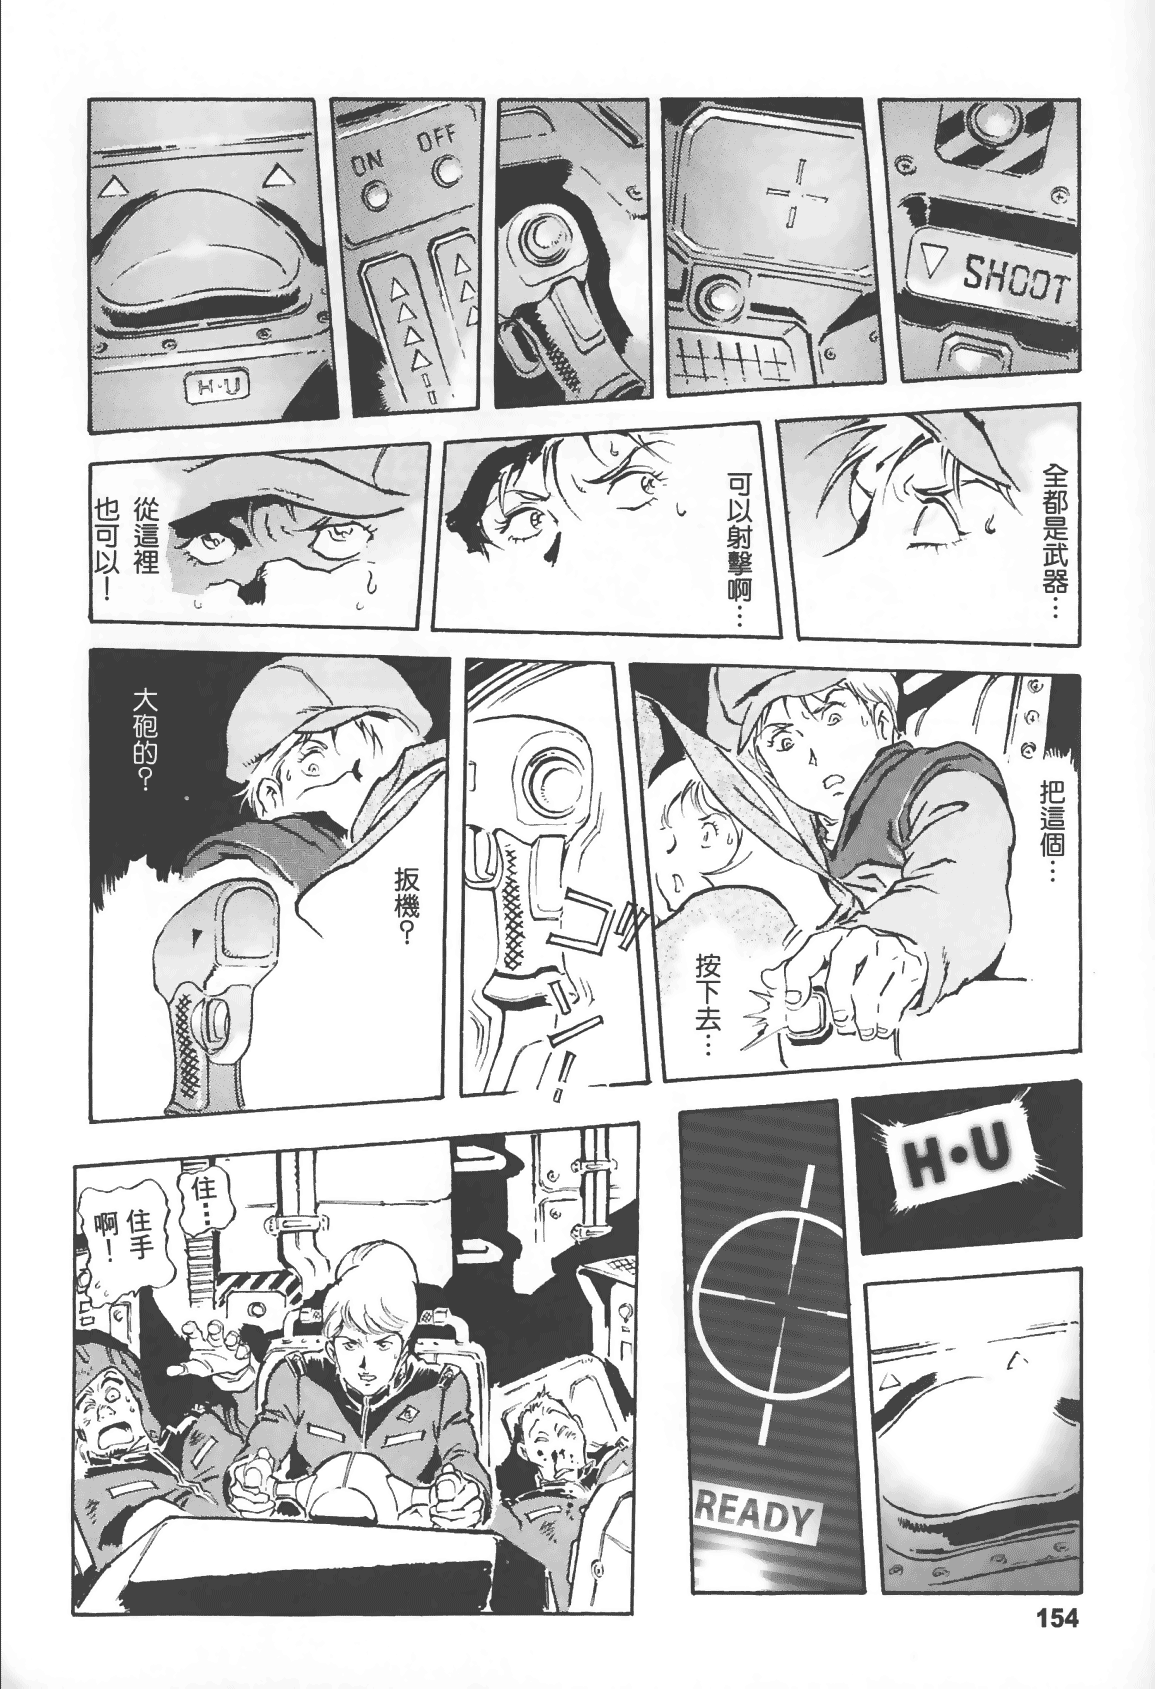 SHOOT
OFF
ON
H·U
全都是武器…
可以射擊啊…
從這裡
也可以！
把這個…
按下去…
扳機？
大砲的？
H·U
READY
住…
住手
啊！
154